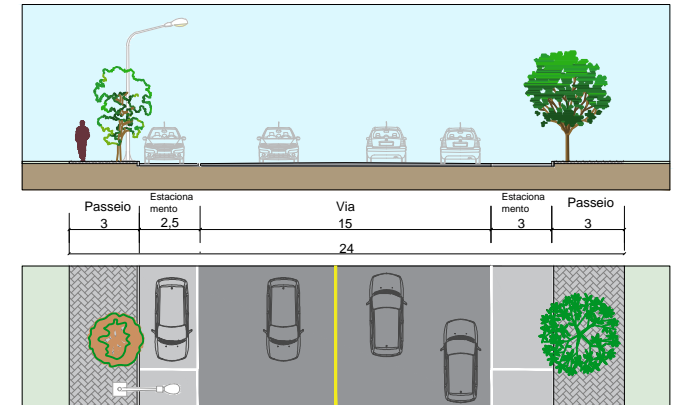 Passeio
3
Estaciona
mento
2,5
Via
15
Estaciona
mento
3
Passeio
3
24